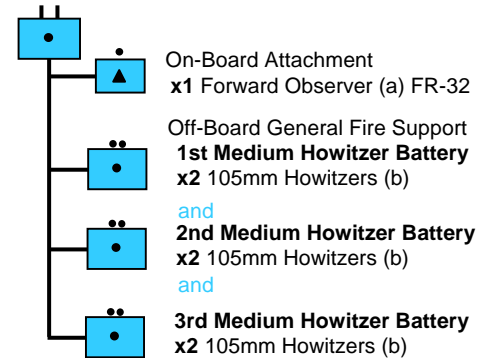 On-Board Attachment
x1 Forward Observer (a) FR-32
Off-Board General Fire Support
1st Medium Howitzer Battery
x2 105mm Howitzers (b)
and
2nd Medium Howitzer Battery
x2 105mm Howitzers (b)
and
3rd Medium Howitzer Battery
x2 105mm Howitzers (b)